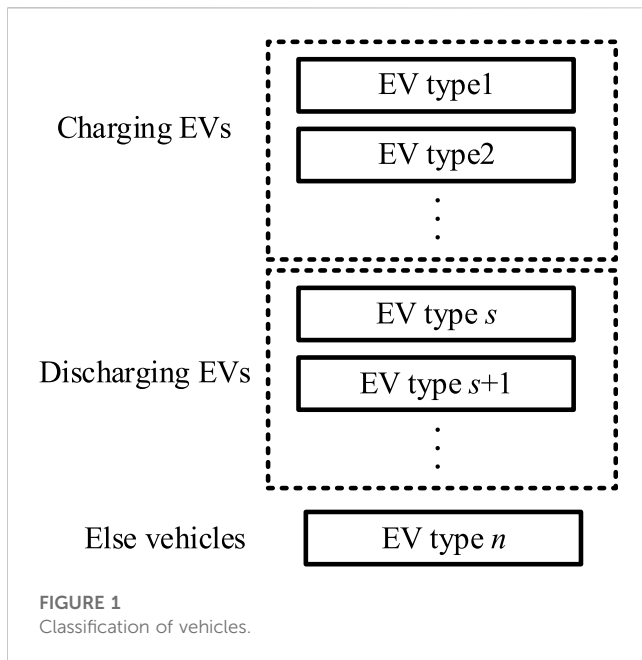 Charging EVs
EV type1
EV type2
⋮
Discharging EVs
EV type s
EV type s+1
⋮
Else vehicles
EV type n
FIGURE 1
Classification of vehicles.